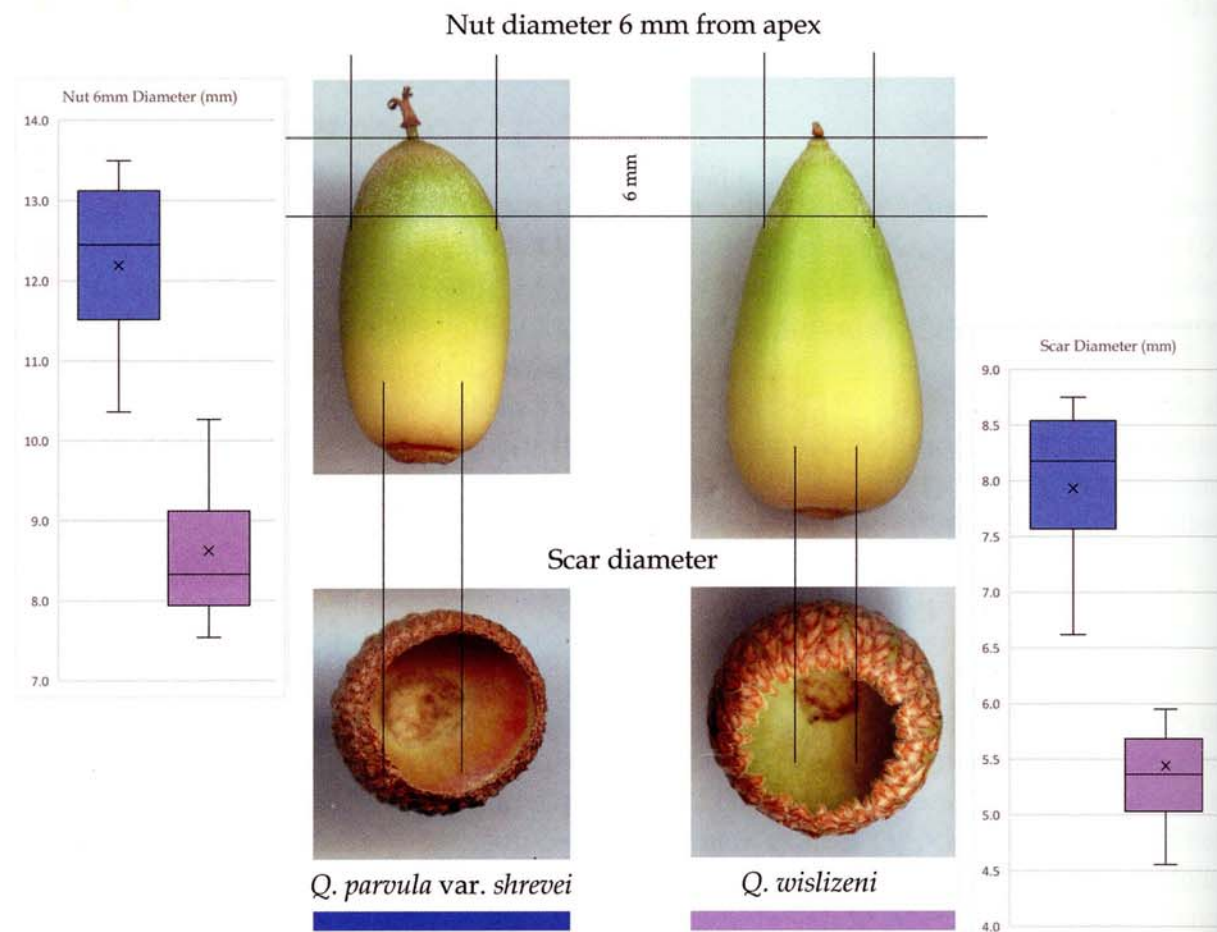 Nut diameter 6 mm from apex
Nut 6mm Diameter (mm)
14.0
13.0
12.0
11.0
10.0
9.0
8.0
7.0
6 mm
Scar Diameter (mm)
9.0
8.5
8.0
7.5
7.0
6.5
6.0
5.5
5.0
4.5
4.0
Scar diameter
Q. parvula var. shrevei
Q. wislizeni